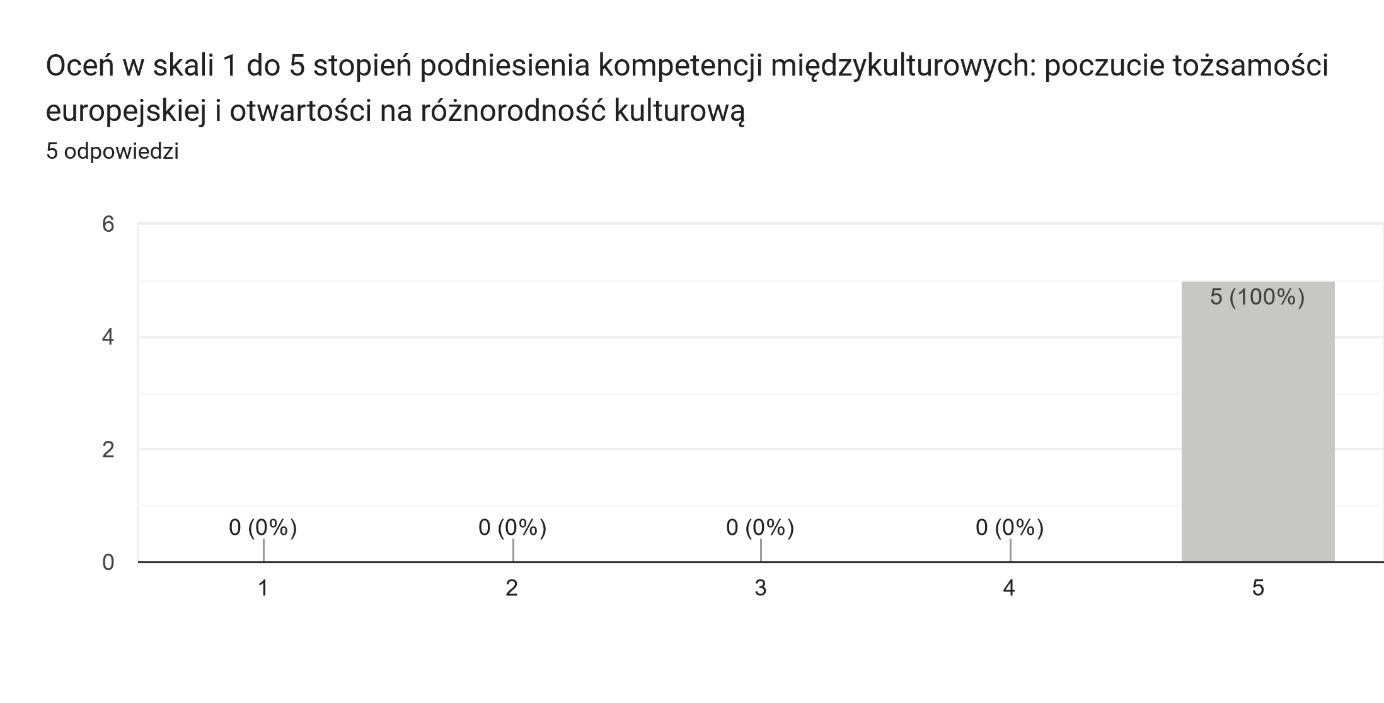 Oceń w skali 1 do 5 stopień podniesienia kompetencji międzykulturowych: poczucie tożsamości
europejskiej i otwartości na różnorodność kulturową
5 odpowiedzi
6
5 (100%)
4
2
0 (0%) 0 (0%) 0 (0%) 0 (0%)
0
1 2 3 4 5